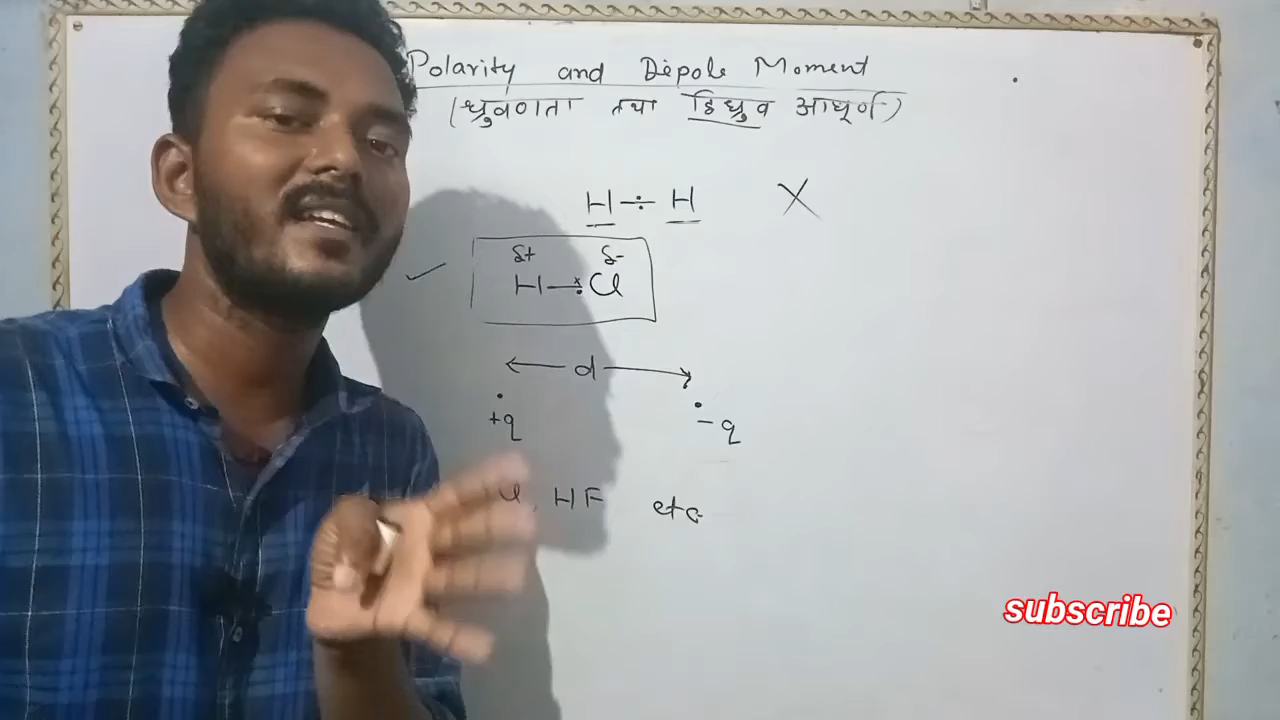 Polarity and Dipole Moment
(ध्रुवणता तथा द्विध्रुव आघूर्ण)
H ÷ H X
δ+ δ-
H x. Cl
d
+q -q
HF etc
subscribe